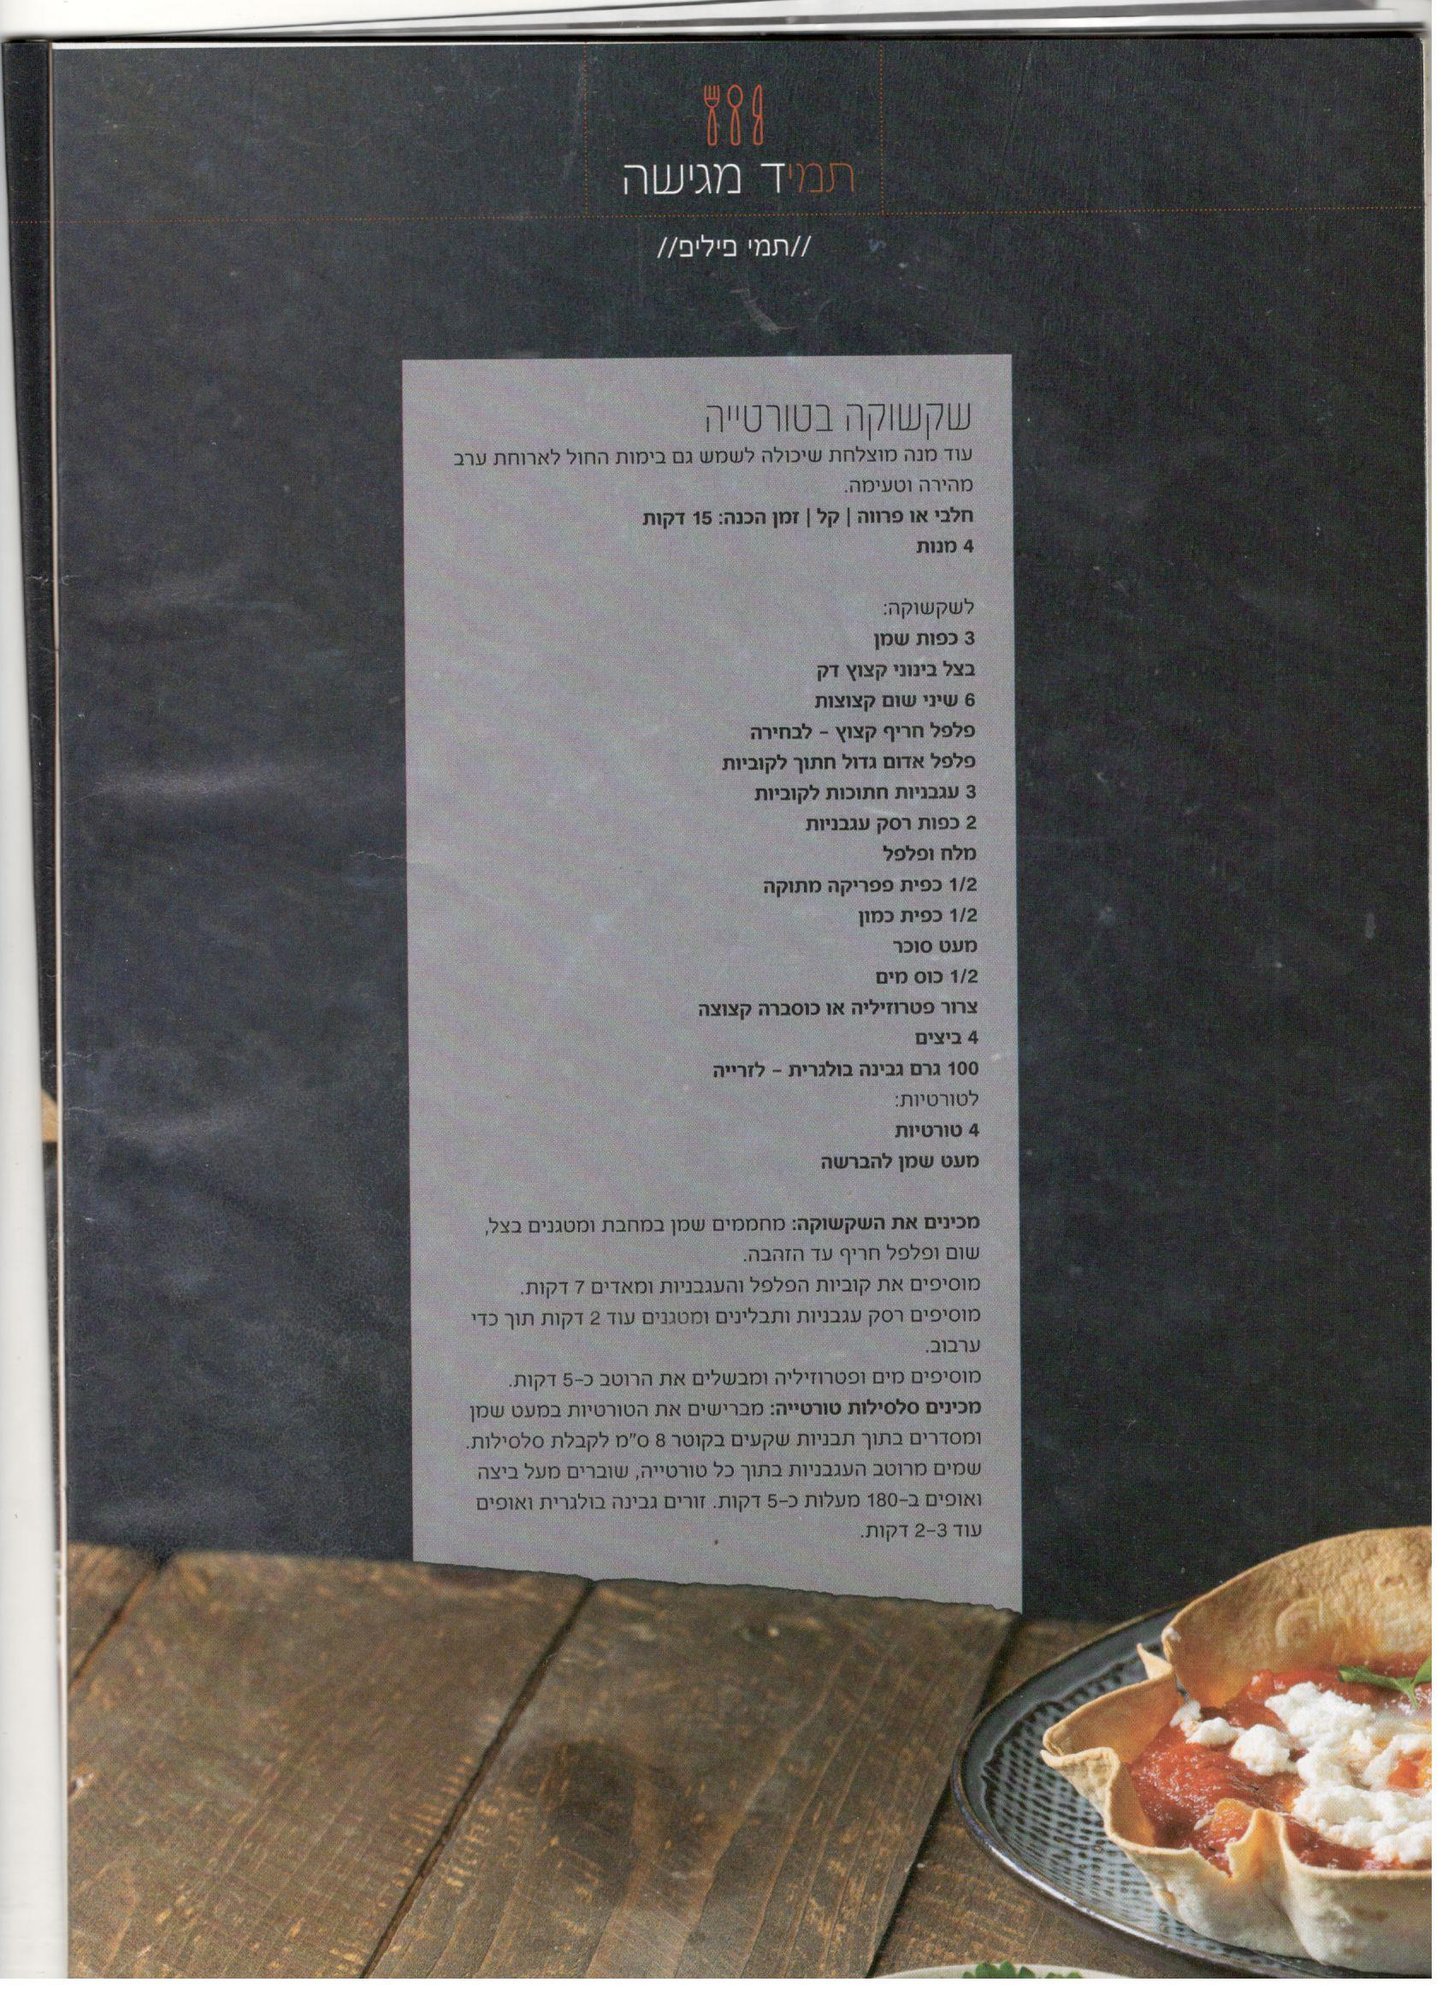 תמיד מגישה
//תמי פיליפ//
שקשוקה בטורטייה
עוד מנה מוצלחת שיכולה לשמש גם בימות החול לארוחת ערב
מהירה וטעימה.
חלבי או פרווה | קל | זמן הכנה: 15 דקות
4 מנות
לשקשוקה:
3 כפות שמן
בצל בינוני קצוץ דק
6 שיני שום קצוצות
פלפל חריף קצוץ – לבחירה
פלפל אדום גדול חתוך לקוביות
3 עגבניות חתוכות לקוביות
2 כפות רסק עגבניות
מלח ופלפל
1/2 כפית פפריקה מתוקה
1/2 כפית כמון
מעט סוכר
1/2 כוס מים
צרור פטרוזיליה או כוסברה קצוצה
4 ביצים
100 גרם גבינה בולגרית – לזרייה
לטורטיות:
4 טורטיות
מעט שמן להברשה
מכינים את השקשוקה: מחממים שמן במחבת ומטגנים בצל,
שום ופלפל חריף עד הזהבה.
מוסיפים את קוביות הפלפל והעגבניות ומאדים 7 דקות.
מוסיפים רסק עגבניות ותבלינים ומטגנים עוד 2 דקות תוך כדי
ערבוב.
מוסיפים מים ופטרוזיליה ומבשלים את הרוטב כ–5 דקות.
מכינים סלסילות טורטייה: מברישים את הטורטיות במעט שמן
ומסדרים בתוך תבניות שקעים בקוטר 8 ס"מ לקבלת סלסילות.
שמים מרוטב העגבניות בתוך כל טורטייה, שוברים מעל ביצה
ואופים ב–180 מעלות כ–5 דקות. זורים גבינה בולגרית ואופים
עוד 2–3 דקות.